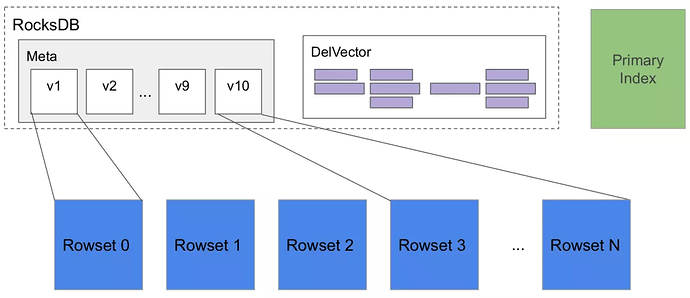 RocksDB
Meta
v1
v2
...
v9
v10
DelVector
Primary
Index
Rowset 0
Rowset 1
Rowset 2
Rowset 3
...
Rowset N